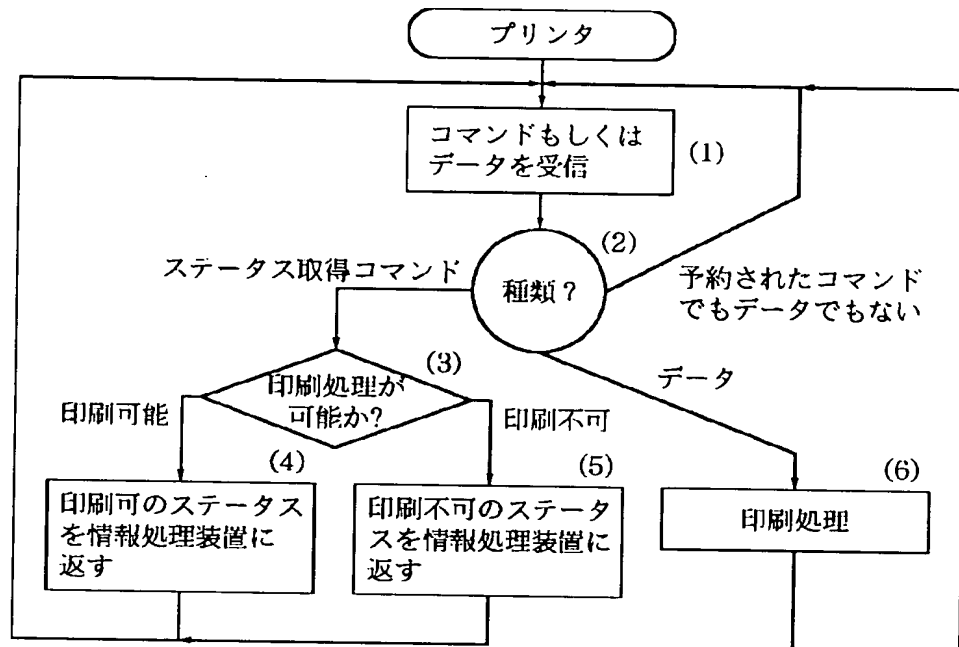 プリンタ
コマンドもしくは
データを受信
(1)
(2)
種類?
ステータス取得コマンド
予約されたコマンド
でもデータでもない
(3)
印刷処理が
可能か?
データ
印刷可能
印刷不可
(4)
印刷可のステータス
を情報処理装置に
返す
(5)
印刷不可のステータ
スを情報処理装置に
返す
(6)
印刷処理